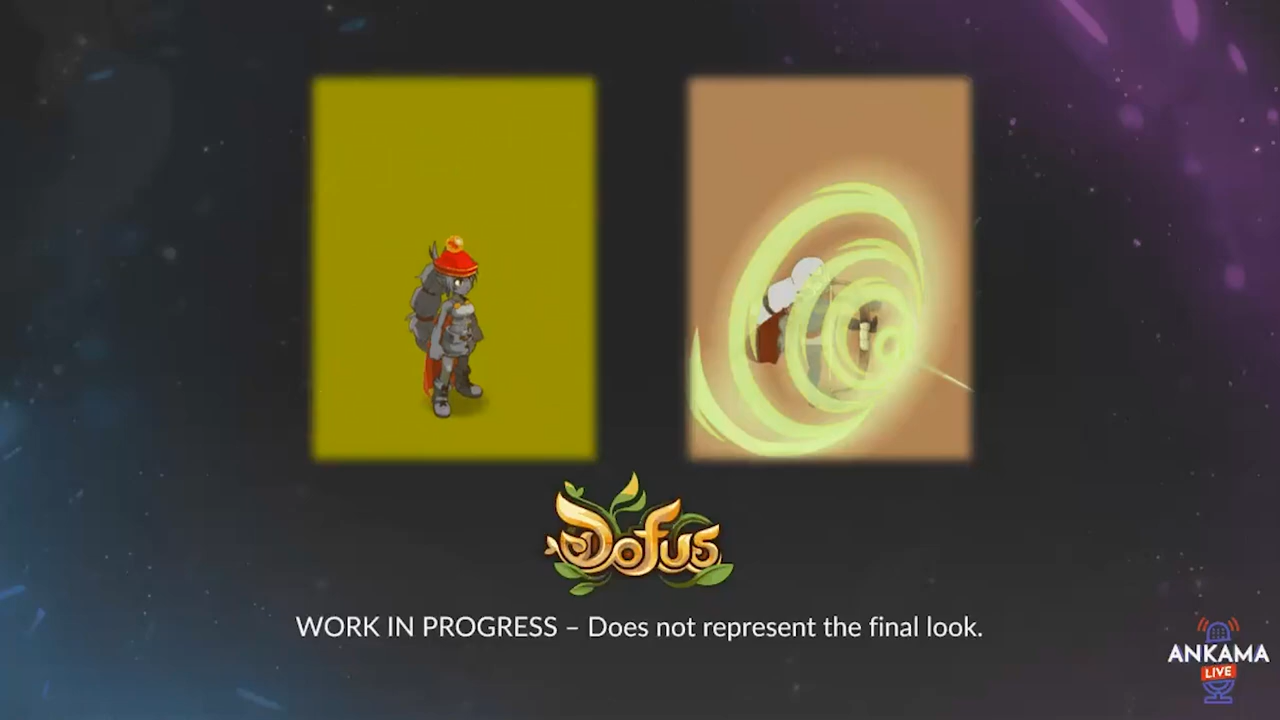 DOFUS
WORK IN PROGRESS – Does not represent the final look.
ANKAMA
LIVE